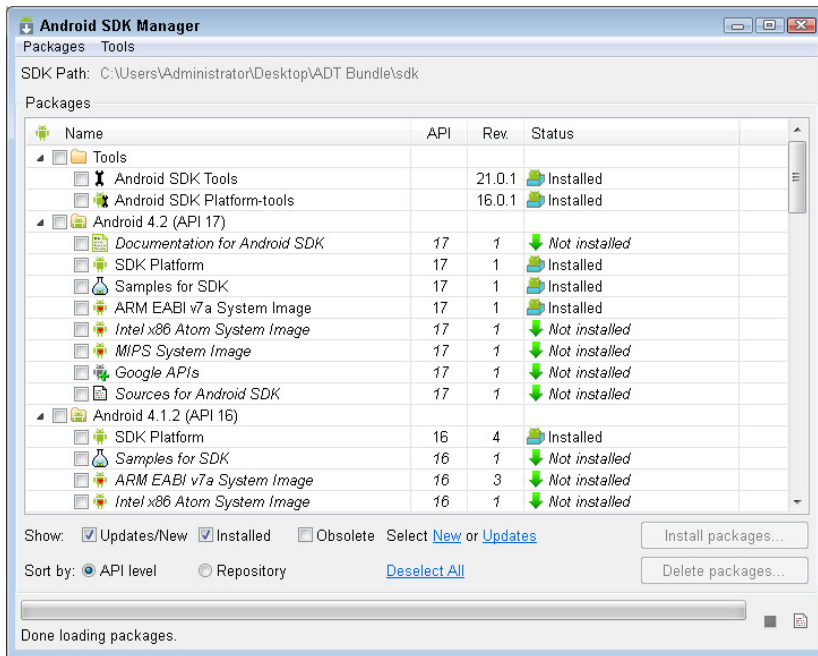 Android SDK Manager
Packages Tools
SDK Path: C:\Users\Administrator\Desktop\ADT Bundle\sdk
Packages
Name API Rev. Status
Tools
Android SDK Tools 21.0.1 Installed
Android SDK Platform-tools 16.0.1 Installed
Android 4.2 (API 17)
Documentation for Android SDK 17 1 Not installed
SDK Platform 17 1 Installed
Samples for SDK 17 1 Installed
ARM EABI v7a System Image 17 1 Installed
Intel x86 Atom System Image 17 1 Not installed
MIPS System Image 17 1 Not installed
Google APIs 17 1 Not installed
Sources for Android SDK 17 1 Not installed
Android 4.1.2 (API 16)
SDK Platform 16 4 Installed
Samples for SDK 16 1 Not installed
ARM EABI v7a System Image 16 3 Not installed
Intel x86 Atom System Image 16 1 Not installed
Show: Updates/New Installed Obsolete Select New or Updates Install packages...
Sort by: API level Repository Deselect All Delete packages...
Done loading packages.